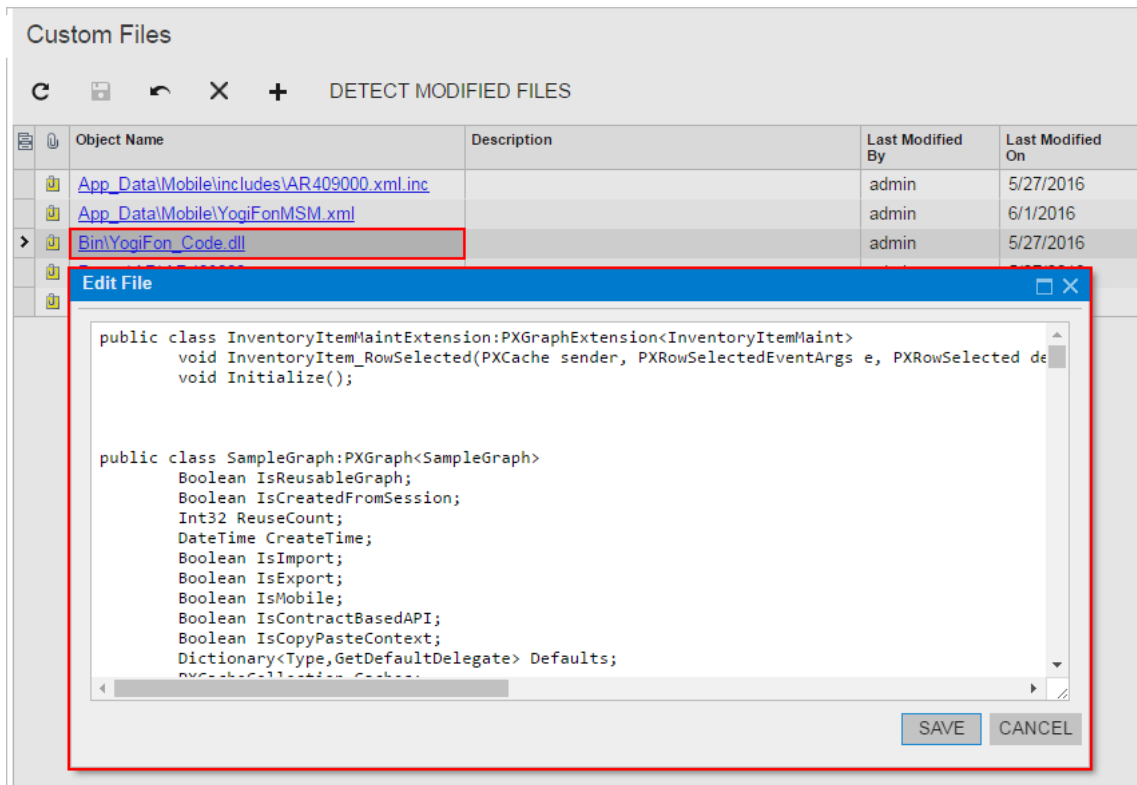 Custom Files
DETECT MODIFIED FILES
Object Name Description Last Modified By Last Modified On
App_Data\Mobile\includes\AR409000.xml.inc admin 5/27/2016
App_Data\Mobile\YogiFonMSM.xml admin 6/1/2016
Bin\YogiFon_Code.dll admin 5/27/2016
Edit File
public class InventoryItemMaintExtension:PXGraphExtension<InventoryItemMaint>
void InventoryItem_RowSelected(PXCache sender, PXRowSelectedEventArgs e, PXRowSelected de
void Initialize();
public class SampleGraph:PXGraph<SampleGraph>
Boolean IsReusableGraph;
Boolean IsCreatedFromSession;
Int32 ReuseCount;
DateTime CreateTime;
Boolean IsImport;
Boolean IsExport;
Boolean IsMobile;
Boolean IsContractBasedAPI;
Boolean IsCopyPasteContext;
Dictionary<Type,GetDefaultDelegate> Defaults;
SAVE CANCEL